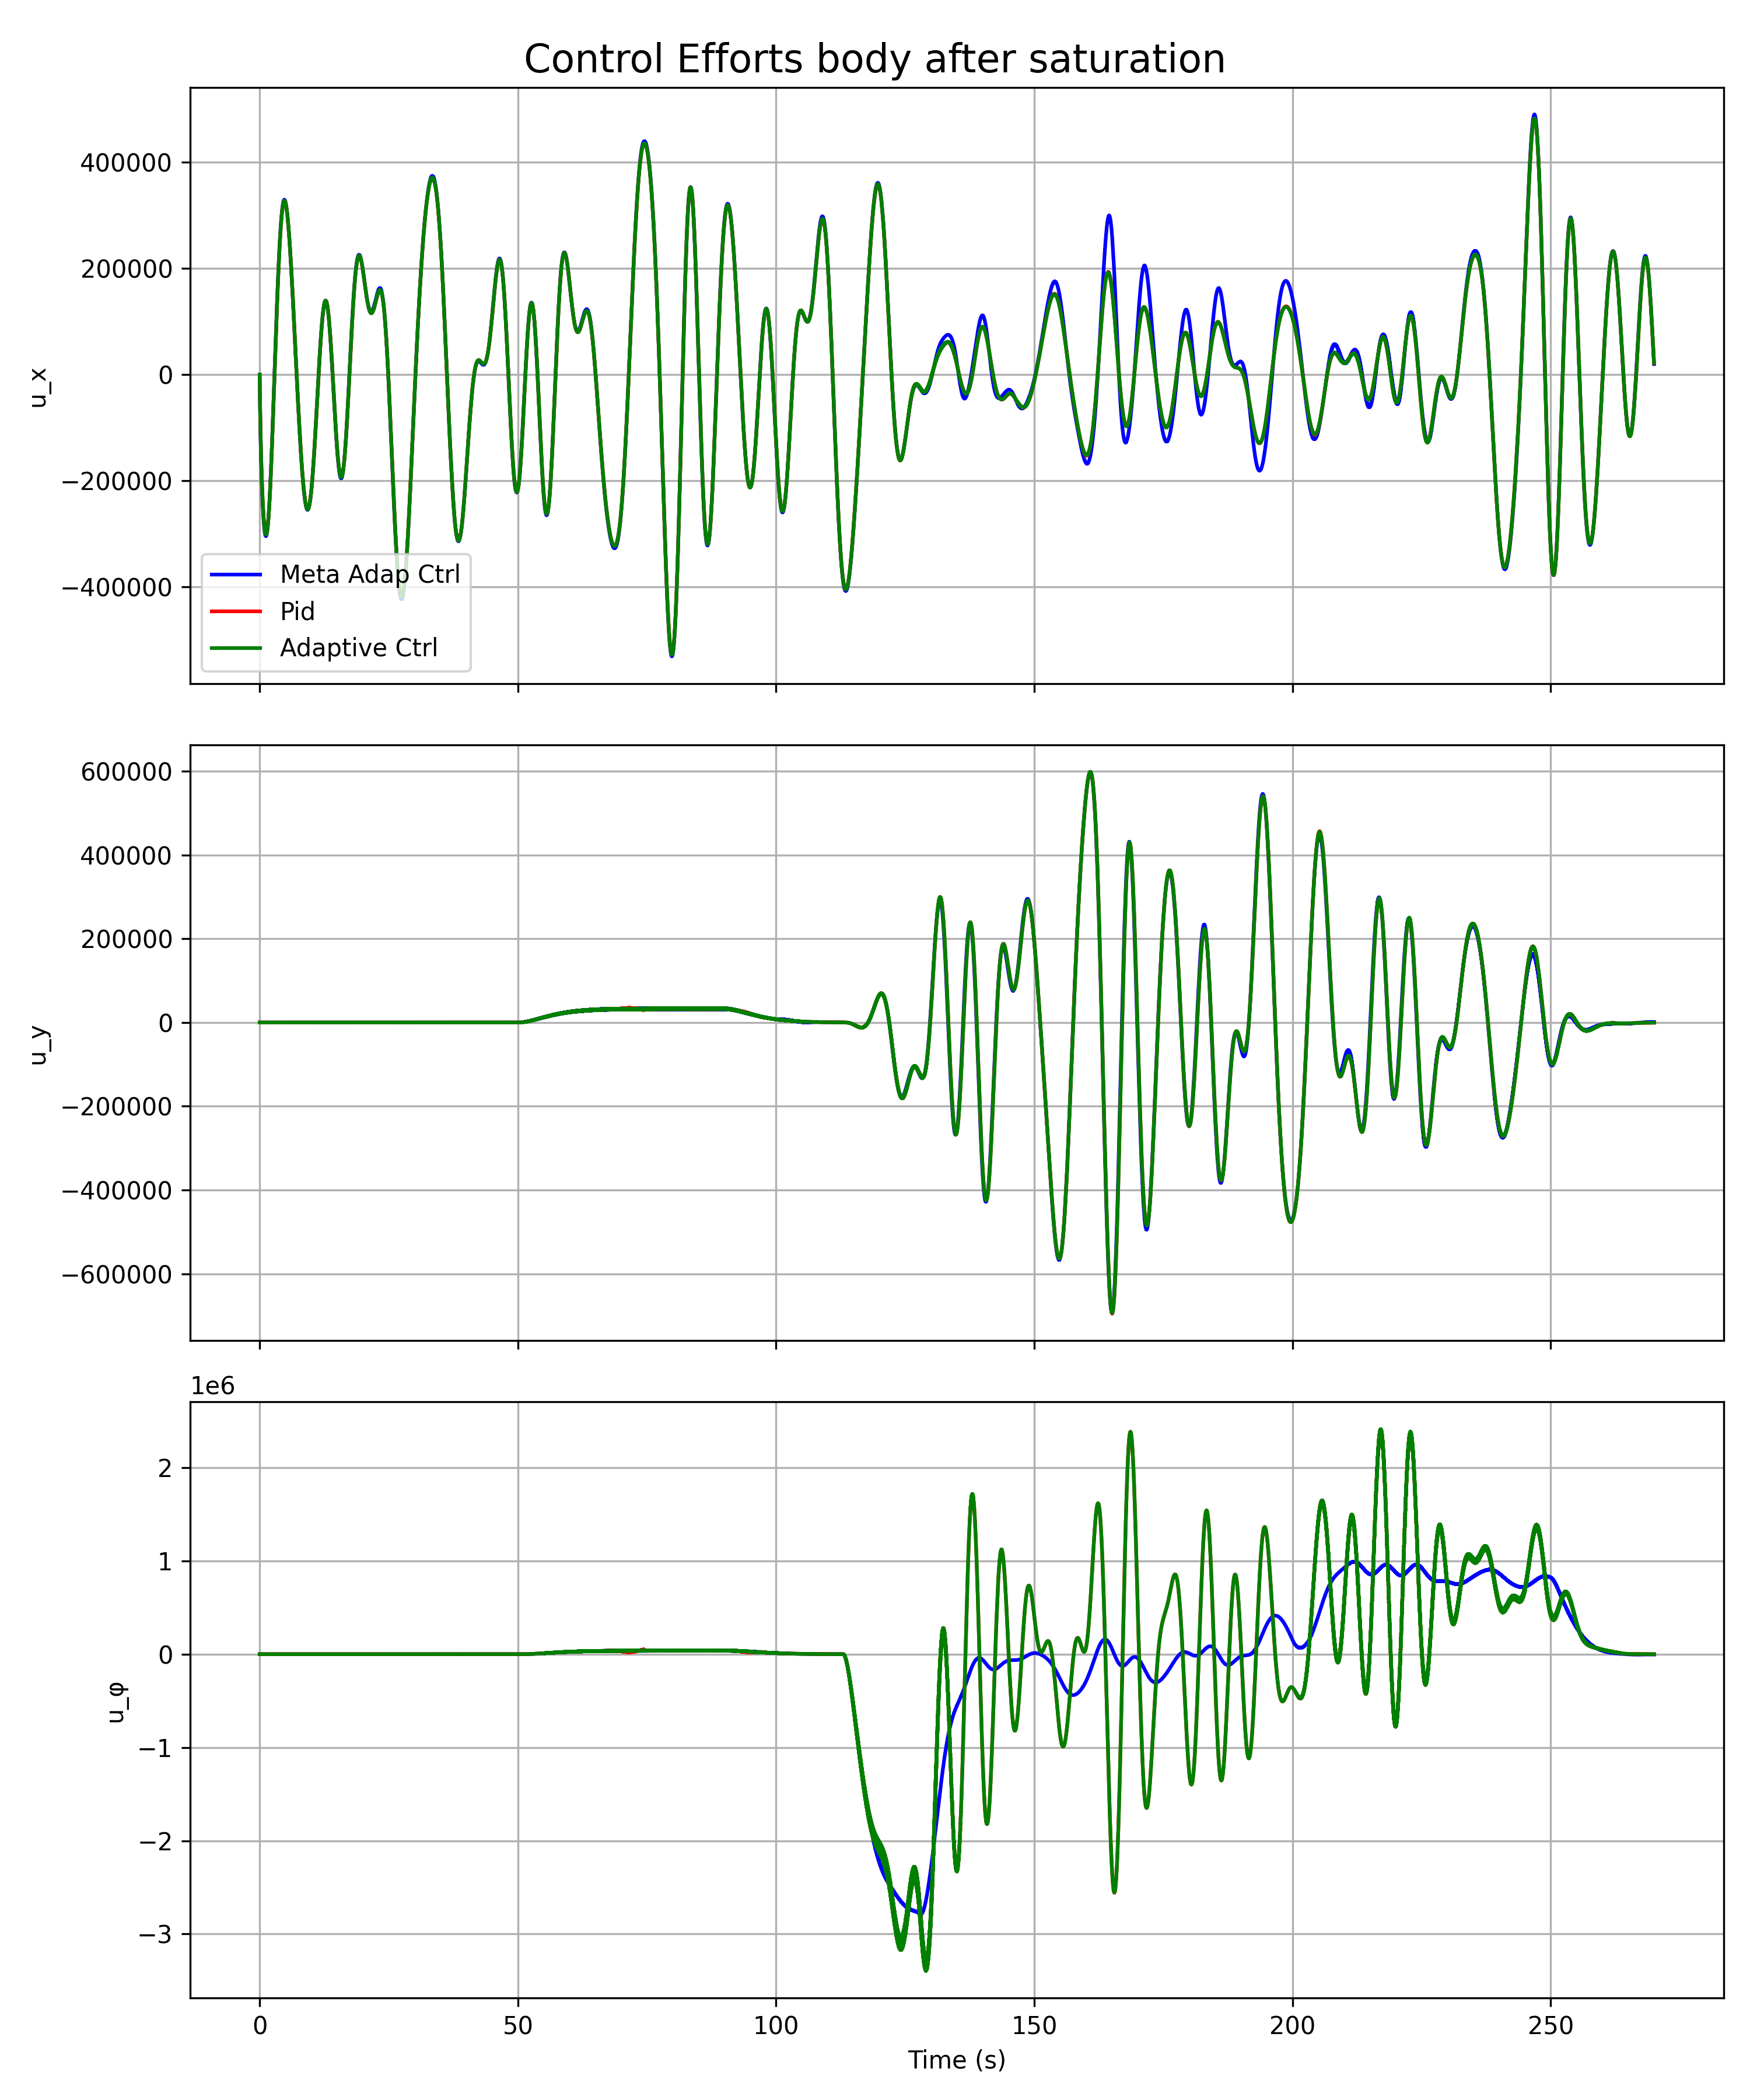 Control Efforts body after saturation
400000
200000
0
−200000
−400000
u_x
Meta Adap Ctrl
Pid
Adaptive Ctrl
600000
400000
200000
0
−200000
−400000
−600000
u_y
1e6
2
1
0
−1
−2
−3
u_φ
0 50 100 150 200 250
Time (s)